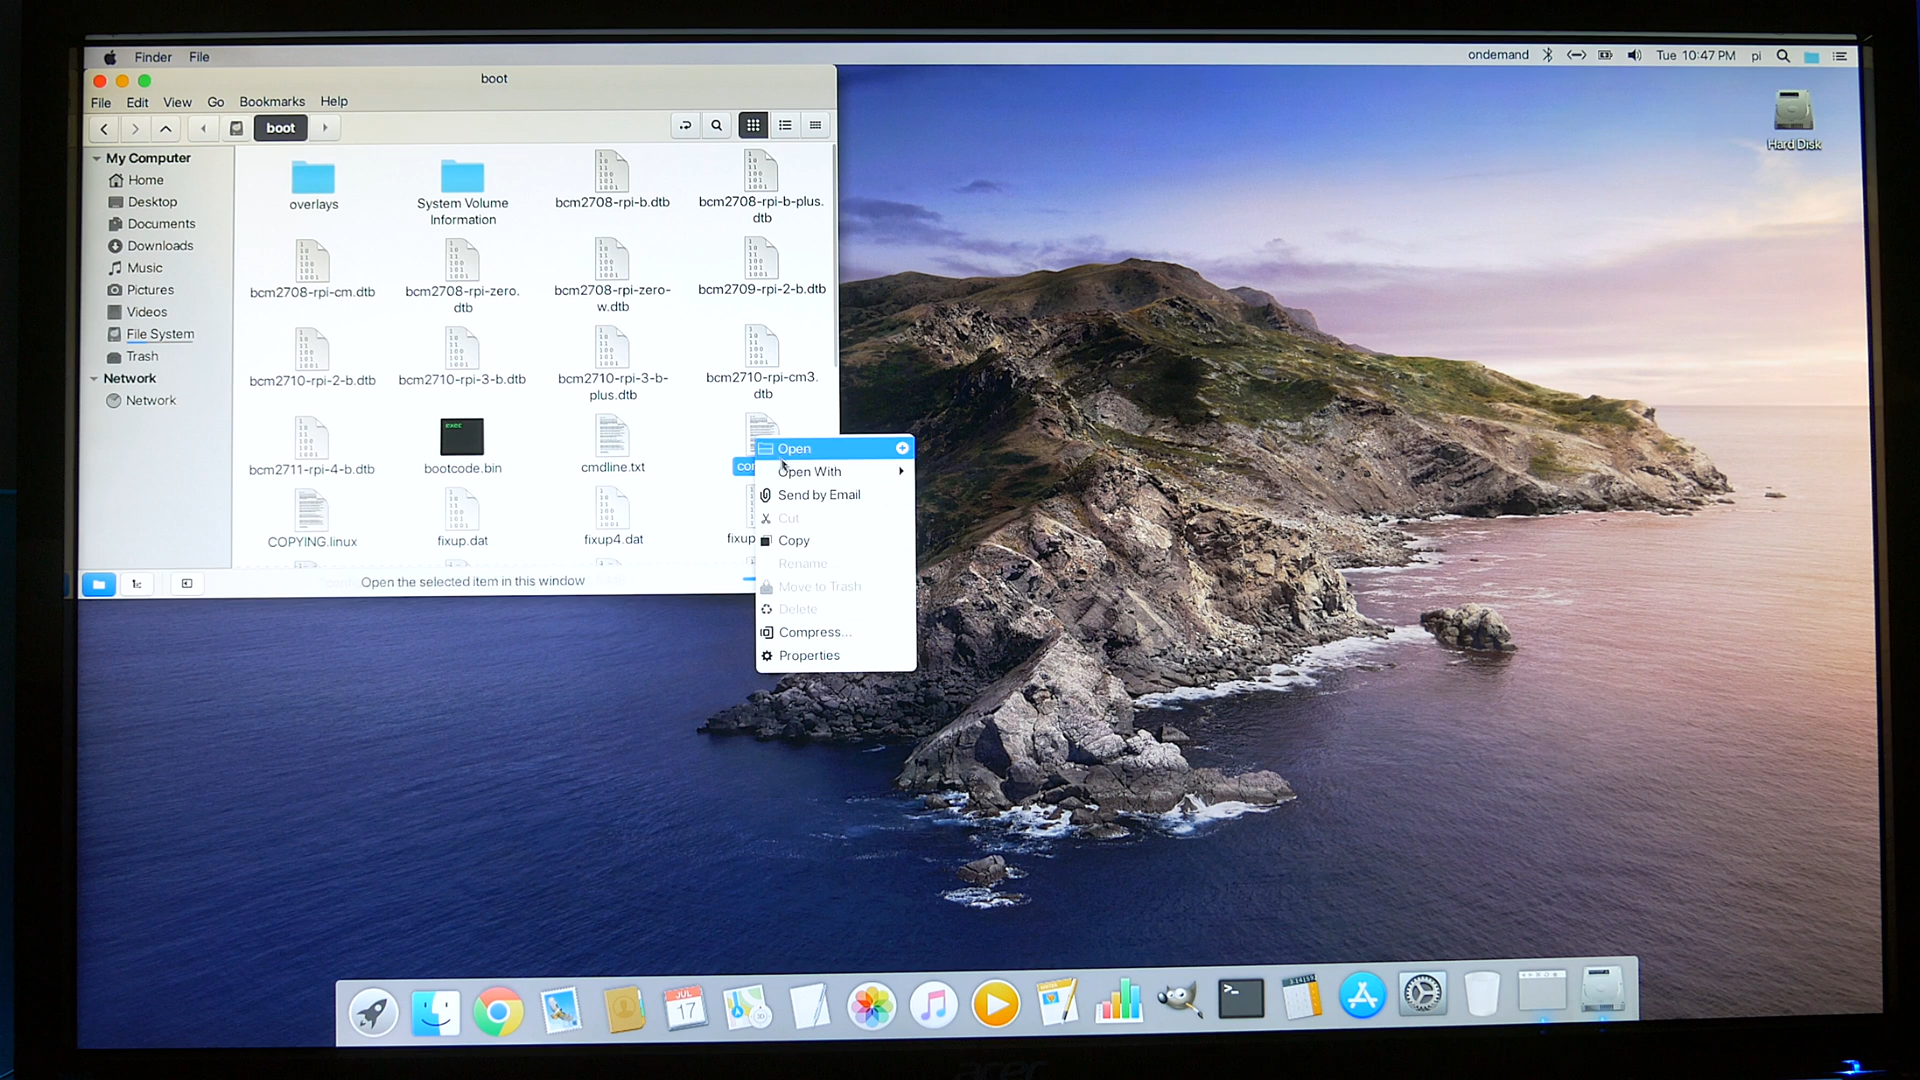 Finder File
ondemand Tue 10:47 PM pi
boot
File Edit View Go Bookmarks Help
boot
My Computer
Home
Desktop
Documents
Downloads
Music
Pictures
Videos
File System
Trash
Network
Network
overlays
System Volume
Information
bcm2708-rpi-b.dtb
bcm2708-rpi-b-plus.
dtb
bcm2708-rpi-cm.dtb
bcm2708-rpi-zero.
dtb
bcm2708-rpi-zero-
w.dtb
bcm2709-rpi-2-b.dtb
bcm2710-rpi-2-b.dtb
bcm2710-rpi-3-b.dtb
bcm2710-rpi-3-b-
plus.dtb
bcm2710-rpi-cm3.
dtb
bcm2711-rpi-4-b.dtb
bootcode.bin
cmdline.txt
COPYING.linux
fixup.dat
fixup4.dat
fixup
Open the selected item in this window
Open
Open With
Send by Email
Cut
Copy
Rename...
Move to Trash
Delete
Compress...
Properties
Hard Disk
exec
JUL
17
acer